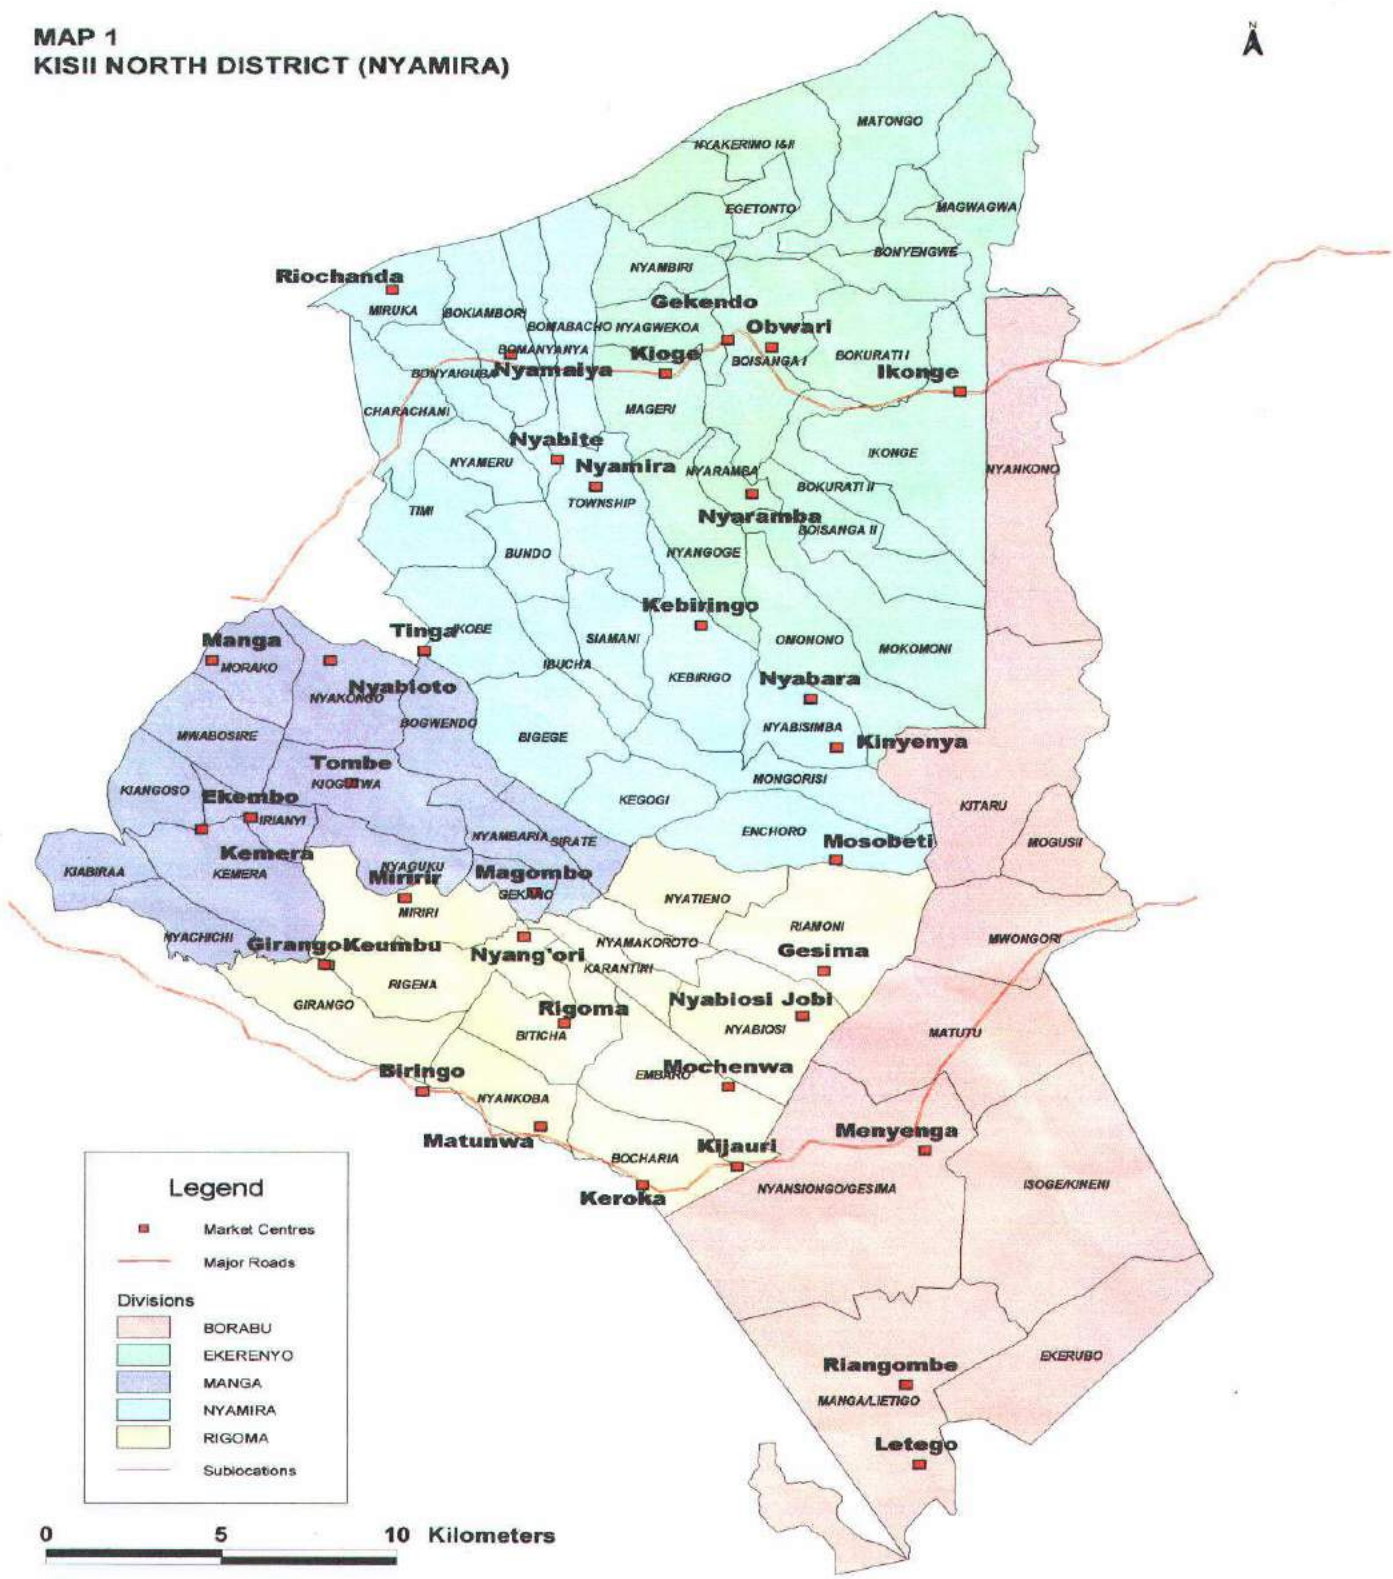 MAP 1
KISII NORTH DISTRICT (NYAMIRA)
N
MATONGO
NYAKERIMO I&II
EGETONTO
MAGWAGWA
BONYENGWE
NYAMBIRI
Riochanda
MIRUKA
BOKIAMBORI
Gekendo
BOMABACHO
NYAGWEKOA
Obwari
BOMANYANYA
Kioge
BOISANGA I
BOKURATI I
Ikonge
BONYAIGUBA
Nyamaiya
CHARACHANI
MAGERI
Nyabite
IKONGE
NYAMERU
Nyamira
NYARAMBA
NYANKONO
BOKURATI II
TOWNSHIP
TIMI
Nyaramba
BOISANGA II
BUNDO
NYANGOGE
Kebiringo
Tinga
IKOBE
SIAMANI
OMONONO
Manga
MORAKO
MOKOMONI
IBUCHA
KEBIRIGO
Nyabara
Nyabioto
NYAKONGO
BOGWENDO
NYABISIMBA
MWABOSIRE
BIGEGE
Kinyenya
Tombe
MONGORISI
KIANGOSO
Ekembo
KEGOGI
KITARU
IRIANYI
ENCHORO
NYAMBARIA
SIRATE
Mosobeti
MOGUSII
Kemera
KEMERA
KIABIRAA
NYAGUKU
Miririr
Magombo
NYATIENO
MIRIRI
RIAMONI
NYACHICHI
Girango
Keumbu
NYAMAKOROTO
MWONGORI
Nyang'ori
Gesima
KARANTINI
RIGENA
GIRANGO
Nyabiosi Jobi
Rigoma
NYABIOSI
BITICHA
MATUTU
Biringo
Mochenwa
EMBARO
NYANKOBA
Menyenga
Matunwa
Kijauri
BOCHARIA
Keroka
NYANSIONGO/GESIMA
ISOGE/KINENI
EKERUBO
Riangombe
MANGA/LIETIGO
Letego
Legend
Market Centres
Major Roads
Divisions
BORABU
EKERENYO
MANGA
NYAMIRA
RIGOMA
Sublocations
0 5 10 Kilometers